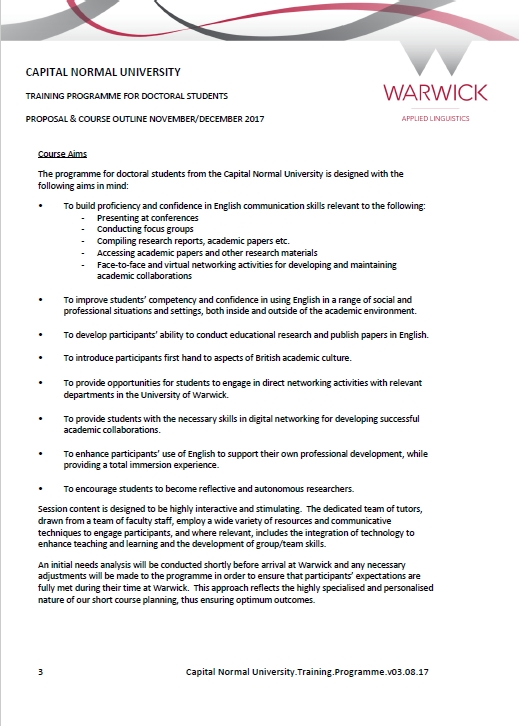 CAPITAL NORMAL UNIVERSITY
TRAINING PROGRAMME FOR DOCTORAL STUDENTS
PROPOSAL & COURSE OUTLINE NOVEMBER/DECEMBER 2017
WARWICK
APPLIED LINGUISTICS
Course Aims
The programme for doctoral students from the Capital Normal University is designed with the
following aims in mind:
• To build proficiency and confidence in English communication skills relevant to the following:
- Presenting at conferences
- Conducting focus groups
- Compiling research reports, academic papers etc.
- Accessing academic papers and other research materials
- Face-to-face and virtual networking activities for developing and maintaining
academic collaborations
• To improve students' competency and confidence in using English in a range of social and
professional situations and settings, both inside and outside of the academic environment.
• To develop participants' ability to conduct educational research and publish papers in English.
• To introduce participants first hand to aspects of British academic culture.
• To provide opportunities for students to engage in direct networking activities with relevant
departments in the University of Warwick.
• To provide students with the necessary skills in digital networking for developing successful
academic collaborations.
• To enhance participants' use of English to support their own professional development, while
providing a total immersion experience.
• To encourage students to become reflective and autonomous researchers.
Session content is designed to be highly interactive and stimulating. The dedicated team of tutors,
drawn from a team of faculty staff, employ a wide variety of resources and communicative
techniques to engage participants, and where relevant, includes the integration of technology to
enhance teaching and learning and the development of group/team skills.
An initial needs analysis will be conducted shortly before arrival at Warwick and any necessary
adjustments will be made to the programme in order to ensure that participants' expectations are
fully met during their time at Warwick. This approach reflects the highly specialised and personalised
nature of our short course planning, thus ensuring optimum outcomes.
3 Capital Normal University.Training.Programme.v03.08.17